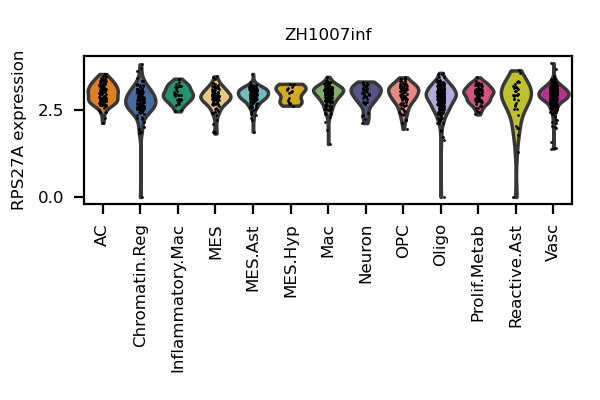 ZH1007inf
RPS27A expression
2.5
0.0
AC
Chromatin.Reg
Inflammatory.Mac
MES
MES.Ast
MES.Hyp
Mac
Neuron
OPC
Oligo
Prolif.Metab
Reactive.Ast
Vasc